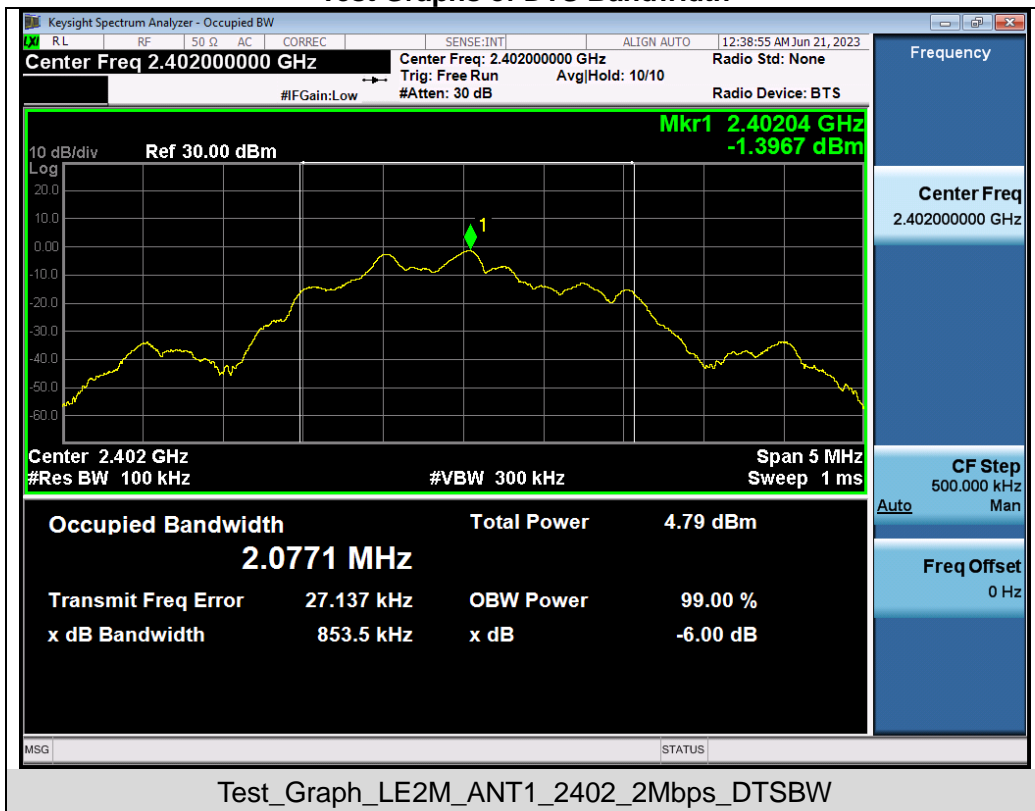 Test Graphs of DTS Bandwidth
Keysight Spectrum Analyzer - Occupied BW
LXI RL RF 50 Ω AC CORREC SENSE:INT ALIGN AUTO 12:38:55 AM Jun 21, 2023
Center Freq 2.402000000 GHz
Center Freq: 2.402000000 GHz
Radio Std: None
Trig: Free Run Avg|Hold: 10/10
#IFGain:Low
#Atten: 30 dB
Radio Device: BTS
Mkr1 2.40204 GHz
-1.3967 dBm
10 dB/div Ref 30.00 dBm
Log
20.0
10.0
1
0.00
-10.0
-20.0
-30.0
-40.0
-50.0
-60.0
Center 2.402 GHz Span 5 MHz
#Res BW 100 kHz #VBW 300 kHz Sweep 1 ms
Occupied Bandwidth Total Power 4.79 dBm
2.0771 MHz
Transmit Freq Error 27.137 kHz OBW Power 99.00 %
x dB Bandwidth 853.5 kHz x dB -6.00 dB
MSG STATUS
Frequency
Center Freq
2.402000000 GHz
CF Step
500.000 kHz
Auto Man
Freq Offset
0 Hz
Test_Graph_LE2M_ANT1_2402_2Mbps_DTSBW